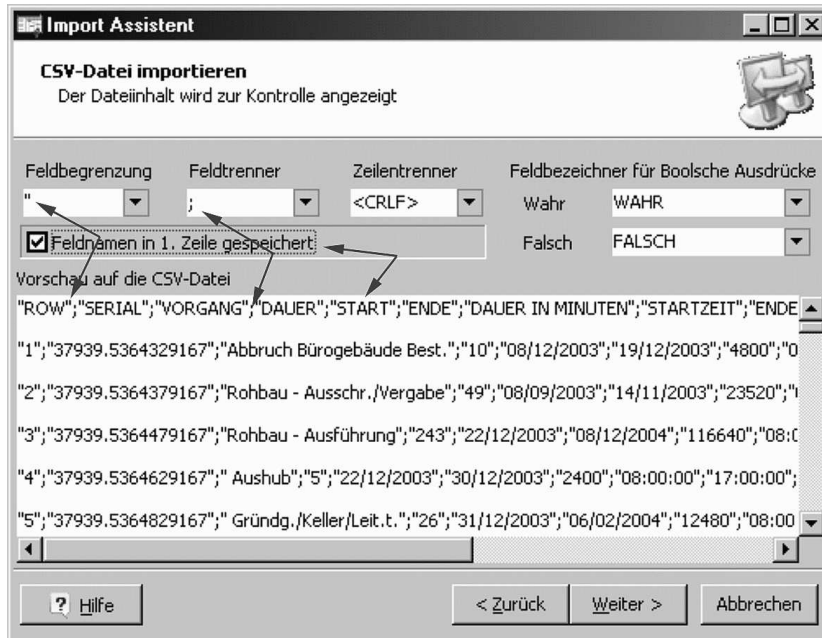 Import Assistent
CSV-Datei importieren
Der Dateiinhalt wird zur Kontrolle angezeigt
Feldbegrenzung Feldtrenner Zeilentrenner Feldbezeichner für Boolsche Ausdrücke
" ; <CRLF> Wahr WAHR
Feldnamen in 1. Zeile gespeichert Falsch FALSCH
Vorschau auf die CSV-Datei
"ROW";"SERIAL";"VORGANG";"DAUER";"START";"ENDE";"DAUER IN MINUTEN";"STARTZEIT";"ENDE
"1";"37939.5364329167";"Abbruch Bürogebäude Best.";"10";"08/12/2003";"19/12/2003";"4800";"0
"2";"37939.5364379167";"Rohbau - Ausschr./Vergabe";"49";"08/09/2003";"14/11/2003";"23520";"
"3";"37939.5364479167";"Rohbau - Ausführung";"243";"22/12/2003";"08/12/2004";"116640";"08:0
"4";"37939.5364629167";" Aushub";"5";"22/12/2003";"30/12/2003";"2400";"08:00:00";"17:00:00";
"5";"37939.5364829167";" Gründg./Keller/Leit.t.";"26";"31/12/2003";"06/02/2004";"12480";"08:00
? Hilfe < Zurück Weiter > Abbrechen